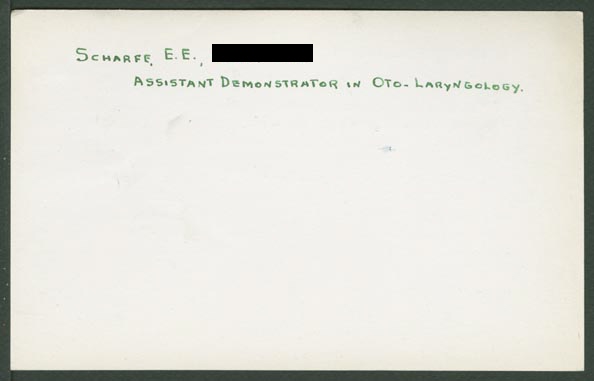 Scharfe, E.E.,
Assistant Demonstrator in Oto-Laryngology.